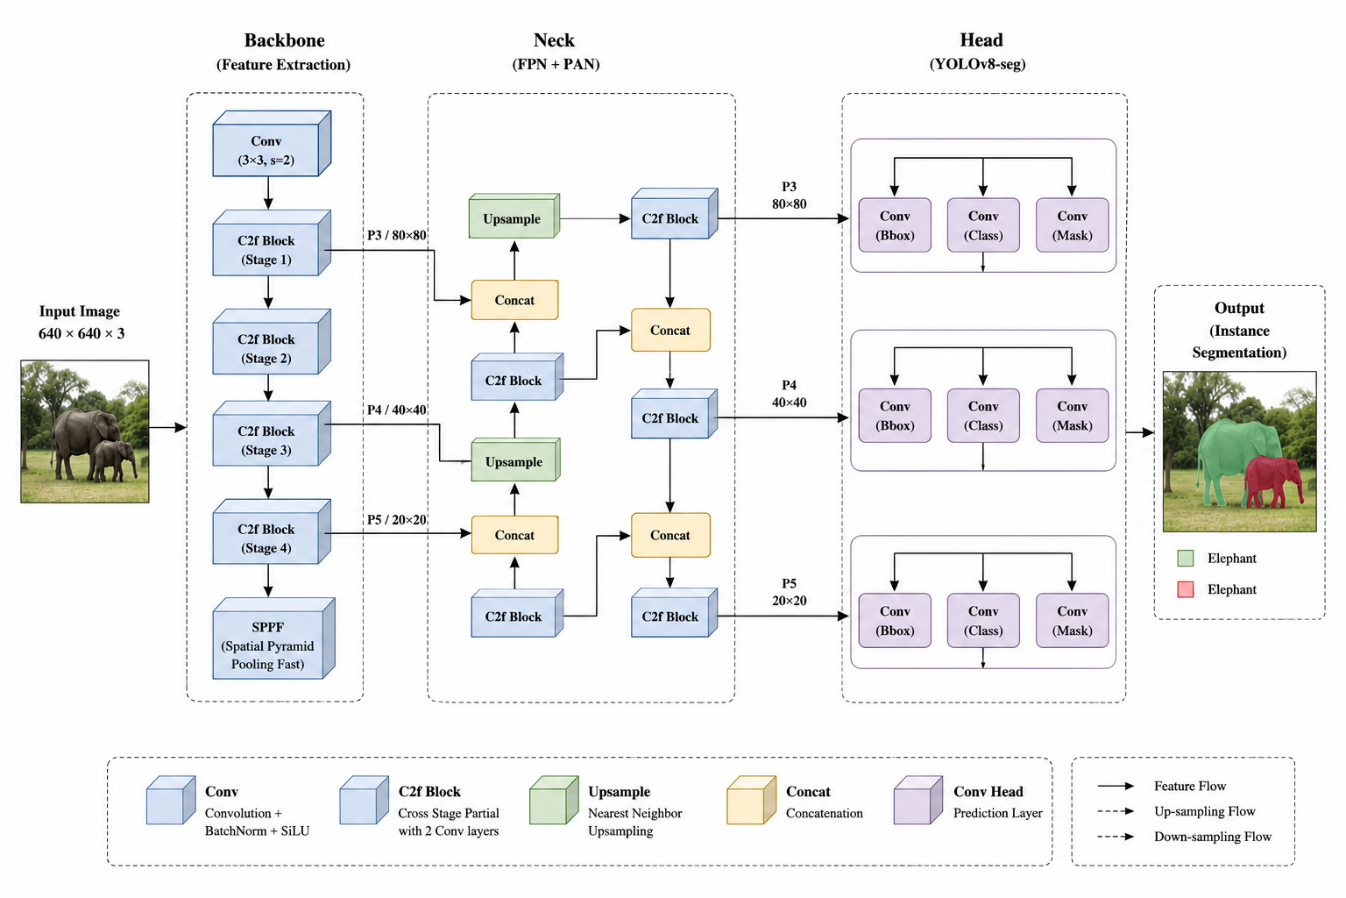 Backbone
(Feature Extraction)
Neck
(FPN + PAN)
Head
(YOLOv8-seg)
Input Image
640 × 640 × 3
Conv
(3×3, s=2)
C2f Block
(Stage 1)
C2f Block
(Stage 2)
C2f Block
(Stage 3)
C2f Block
(Stage 4)
SPPF
(Spatial Pyramid
Pooling Fast)
P3 / 80×80
P4 / 40×40
P5 / 20×20
Upsample
Concat
C2f Block
Upsample
Concat
C2f Block
C2f Block
Concat
C2f Block
Concat
C2f Block
P3
80×80
P4
40×40
P5
20×20
Conv
(Bbox)
Conv
(Class)
Conv
(Mask)
Conv
(Bbox)
Conv
(Class)
Conv
(Mask)
Conv
(Bbox)
Conv
(Class)
Conv
(Mask)
Output
(Instance
Segmentation)
Elephant
Elephant
Conv
Convolution +
BatchNorm + SiLU
C2f Block
Cross Stage Partial
with 2 Conv layers
Upsample
Nearest Neighbor
Upsampling
Concat
Concatenation
Conv Head
Prediction Layer
Feature Flow
Up-sampling Flow
Down-sampling Flow